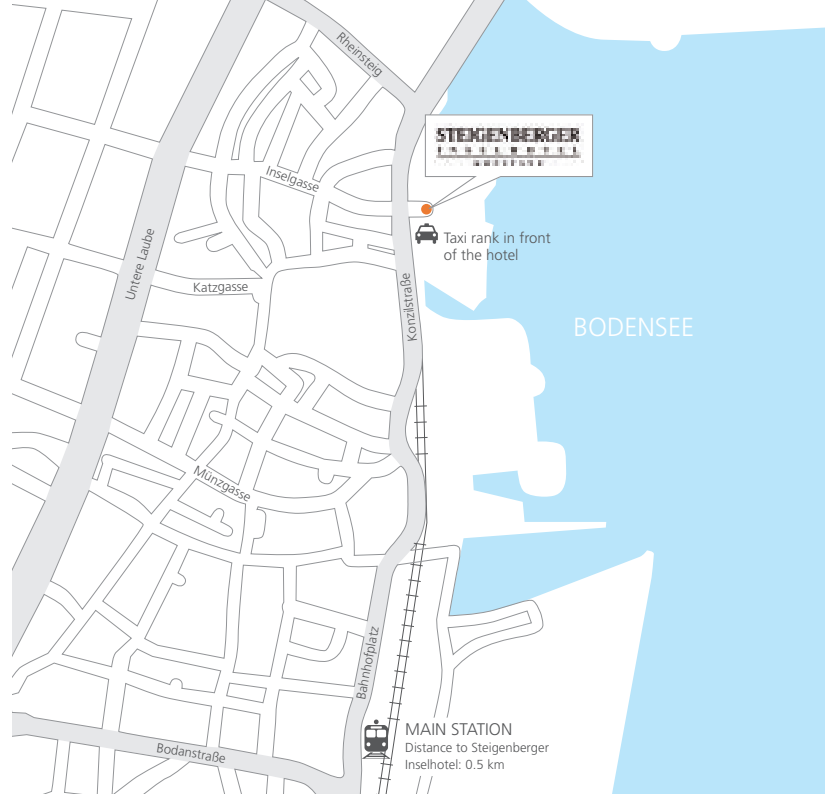 Rheinsteig
STEIGENBERGER
Inselgasse
Taxi rank in front
of the hotel
Untere Laube
Katzgasse
Konzilstraße
BODENSEE
Münzgasse
Bahnhofplatz
MAIN STATION
Distance to Steigenberger
Inselhotel: 0.5 km
Bodanstraße